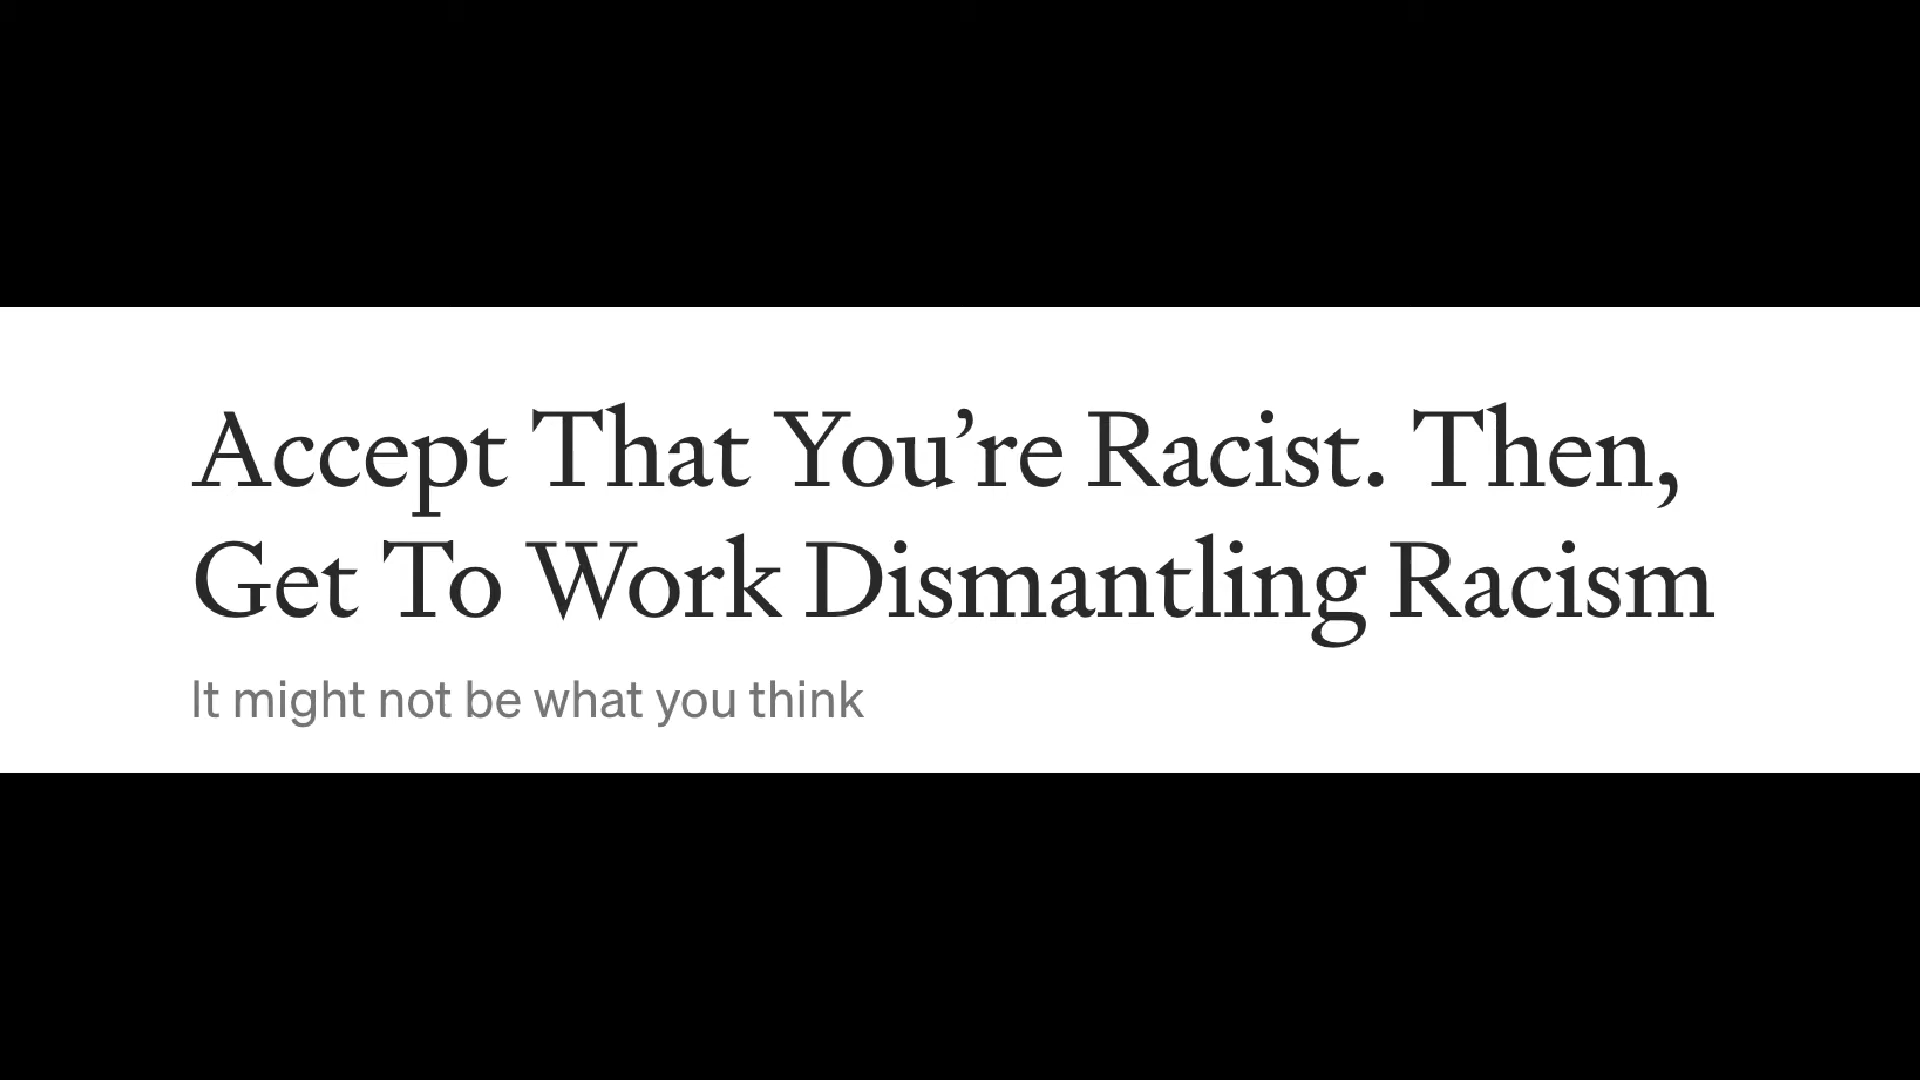 Accept That You’re Racist. Then,
Get To Work Dismantling Racism
It might not be what you think